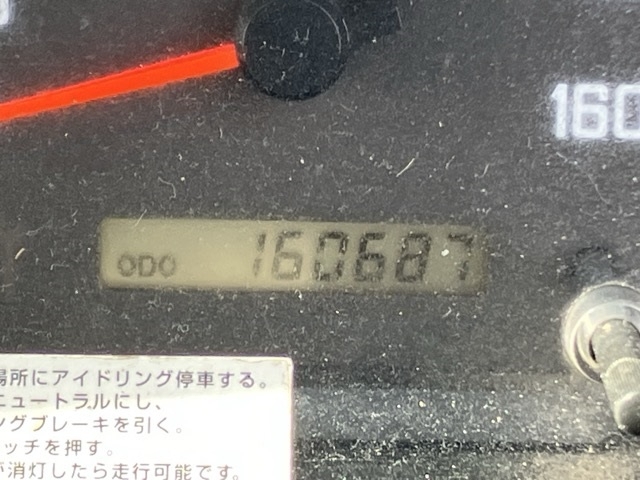 160
ODO 160687
場所にアイドリング停車する。
ニュートラルにし、
ングブレーキを引く。
ッチを押す。
が消灯したら走行可能です。